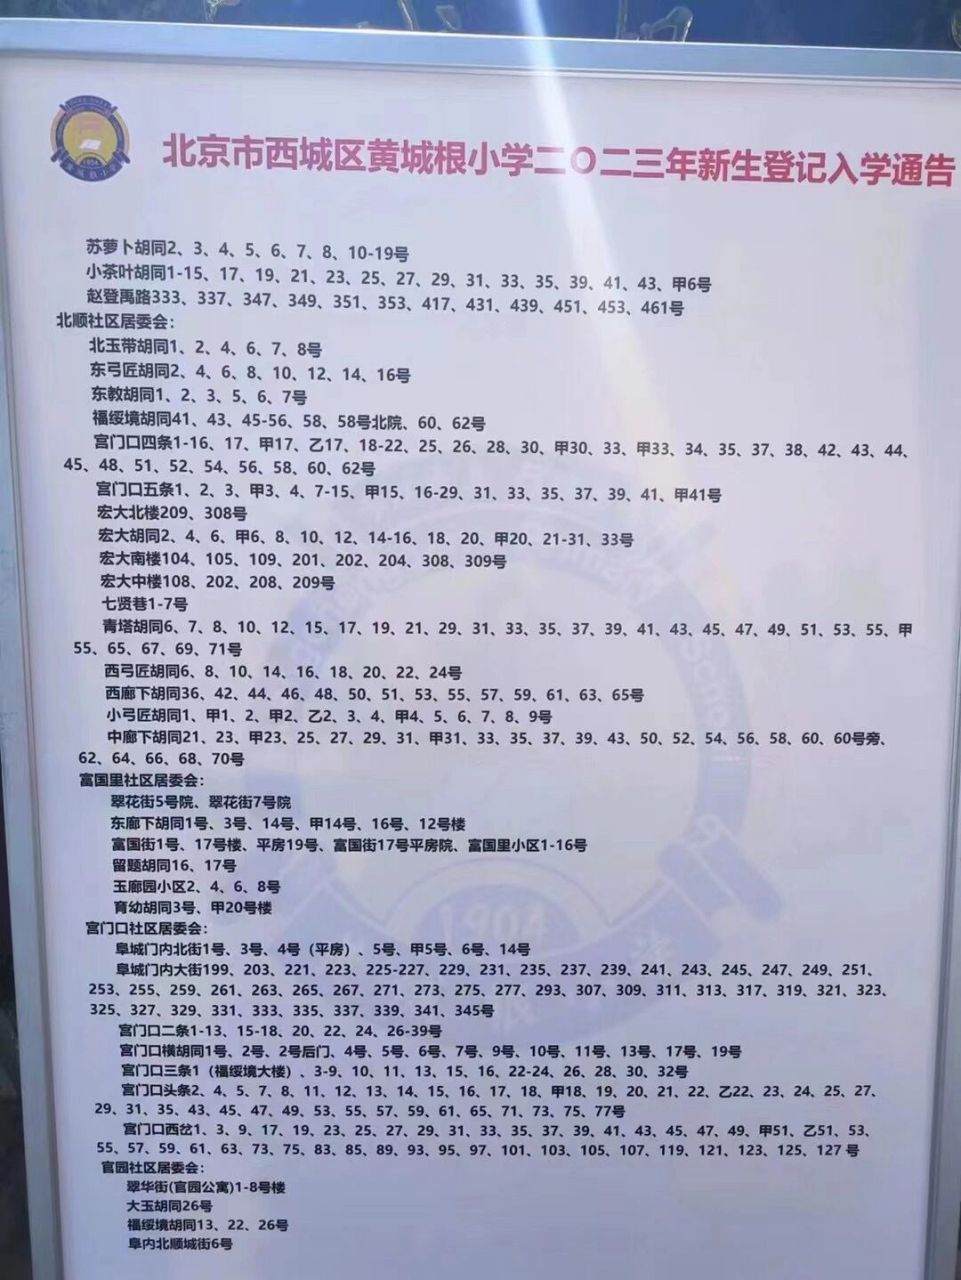 北京市西城区黄城根小学二〇二三年新生登记入学通告
苏萝卜胡同2、3、4、5、6、7、8、10-19号
小茶叶胡同1-15、17、19、21、23、25、27、29、31、33、35、39、41、43、甲6号
赵登禹路333、337、347、349、351、353、417、431、439、451、453、461号
北顺社区居委会：
北玉带胡同1、2、4、6、7、8号
东弓匠胡同2、4、6、8、10、12、14、16号
东教胡同1、2、3、5、6、7号
福绥境胡同41、43、45-56、58、58号北院、60、62号
宫门口四条1-16、17、甲17、乙17、18-22、25、26、28、30、甲30、33、甲33、34、35、37、38、42、43、44、
45、48、51、52、54、56、58、60、62号
宫门口五条1、2、3、甲3、4、7-15、甲15、16-29、31、33、35、37、39、41、甲41号
宏大北楼209、308号
宏大胡同2、4、6、甲6、8、10、12、14-16、18、20、甲20、21-31、33号
宏大南楼104、105、109、201、202、204、308、309号
宏大中楼108、202、208、209号
七贤巷1-7号
青塔胡同6、7、8、10、12、15、17、19、21、29、31、33、35、37、39、41、43、45、47、49、51、53、55、甲
55、65、67、69、71号
西弓匠胡同6、8、10、14、16、18、20、22、24号
西廊下胡同36、42、44、46、48、50、51、53、55、57、59、61、63、65号
小弓匠胡同1、甲1、2、甲2、乙2、3、4、甲4、5、6、7、8、9号
中廊下胡同21、23、甲23、25、27、29、31、甲31、33、35、37、39、43、50、52、54、56、58、60、60号旁、
62、64、66、68、70号
富国里社区居委会：
翠花街5号院、翠花街7号院
东廊下胡同1号、3号、14号、甲14号、16号、12号楼
富国街1号、17号楼、平房19号、富国街17号平房院、富国里小区1-16号
留题胡同16、17号
玉廊园小区2、4、6、8号
育幼胡同3号、甲20号楼
宫门口社区居委会：
阜城门内北街1号、3号、4号（平房）、5号、甲5号、6号、14号
阜城门内大街199、203、221、223、225-227、229、231、235、237、239、241、243、245、247、249、251、
253、255、259、261、263、265、267、271、273、275、277、293、307、309、311、313、317、319、321、323、
325、327、329、331、333、335、337、339、341、345号
宫门口二条1-13、15-18、20、22、24、26-39号
宫门口横胡同1号、2号、2号后门、4号、5号、6号、7号、9号、10号、11号、13号、17号、19号
宫门口三条1（福绥境大楼）、3-9、10、11、13、15、16、22-24、26、28、30、32号
宫门口头条2、4、5、7、8、11、12、13、14、15、16、17、18、甲18、19、20、21、22、乙22、23、24、25、27、
29、31、35、43、45、47、49、53、55、57、59、61、65、71、73、75、77号
宫门口西岔1、3、9、17、19、23、25、27、29、31、33、35、37、39、41、43、45、47、49、甲51、乙51、53、
55、57、59、61、63、73、75、83、85、89、93、95、97、101、103、105、107、119、121、123、125、127 号
官园社区居委会：
翠华街(官园公寓)1-8号楼
大玉胡同26号
福绥境胡同13、22、26号
阜内北顺城街6号
1904